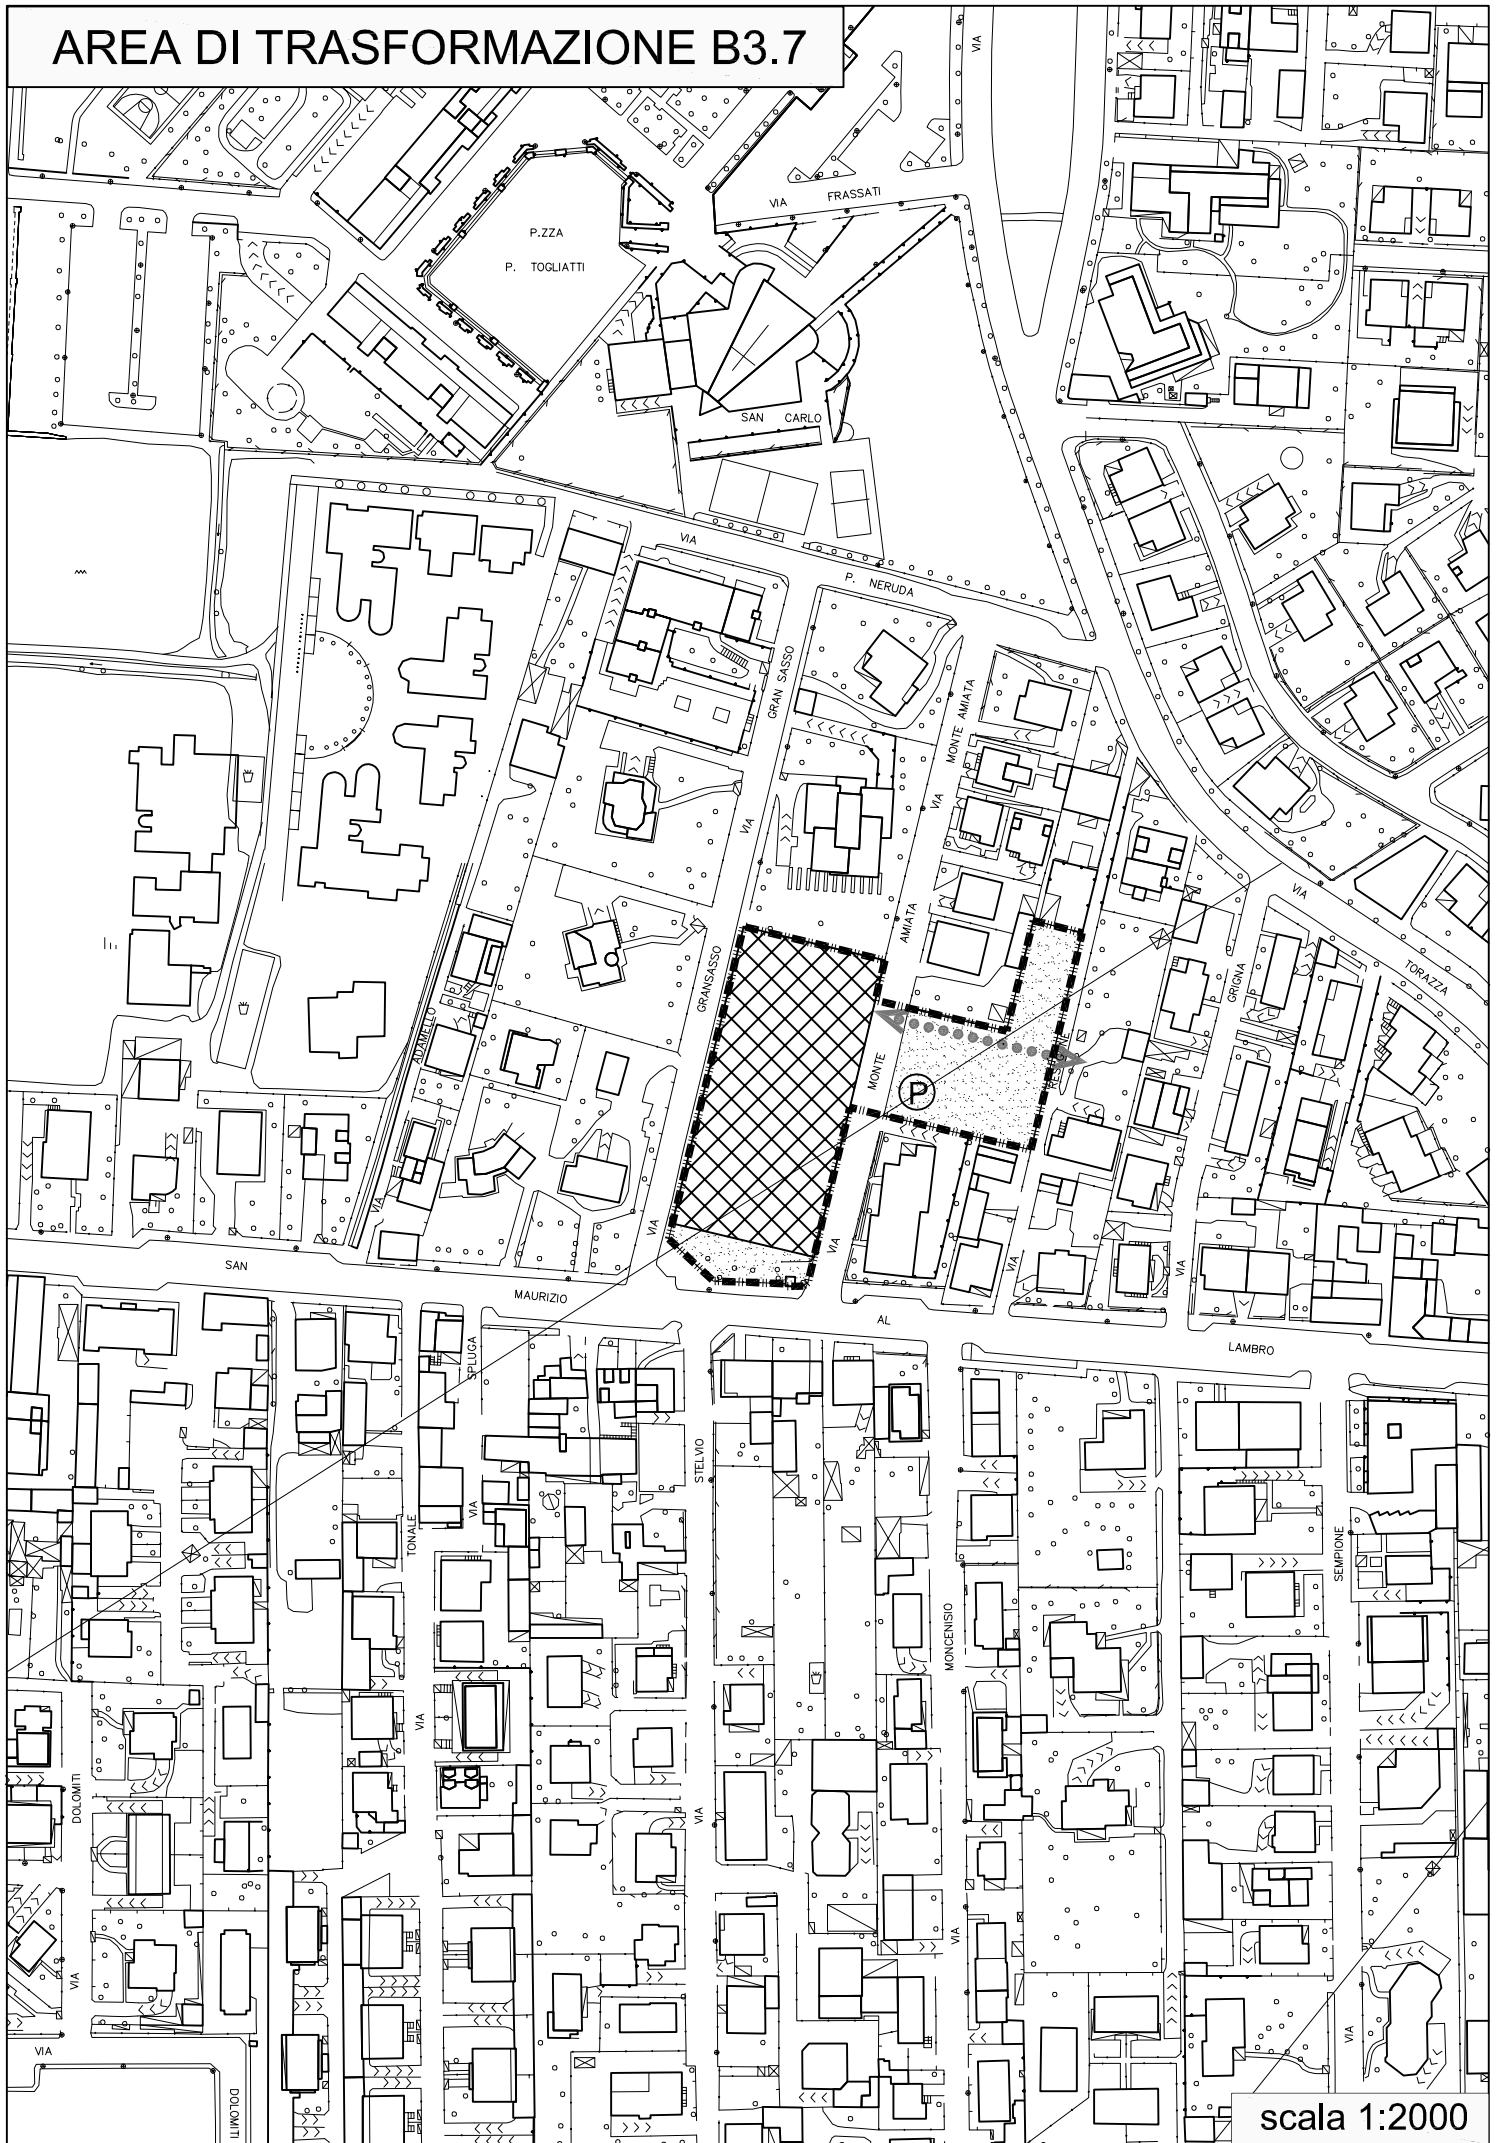 AREA DI TRASFORMAZIONE B3.7
VIA
VIA FRASSATI
P.ZZA
P. TOGLIATTI
SAN CARLO
VIA
P. NERUDA
GRAN SASSO
MONTE AMIATA
VIA
VIA
VIA
TORAZZA
AMIATA
GRANSASSO
GRIGNA
ADAMELLO
MONTE
P
VIA
VIA
VIA
VIA
VIA
SAN
MAURIZIO
AL
LAMBRO
SPLUGA
STELVIO
VIA
TONALE
SEMPIONE
MONCENISIO
VIA
DOLOMITI
VIA
VIA
VIA
VIA
VIA
DOLOMITI
scala 1:2000